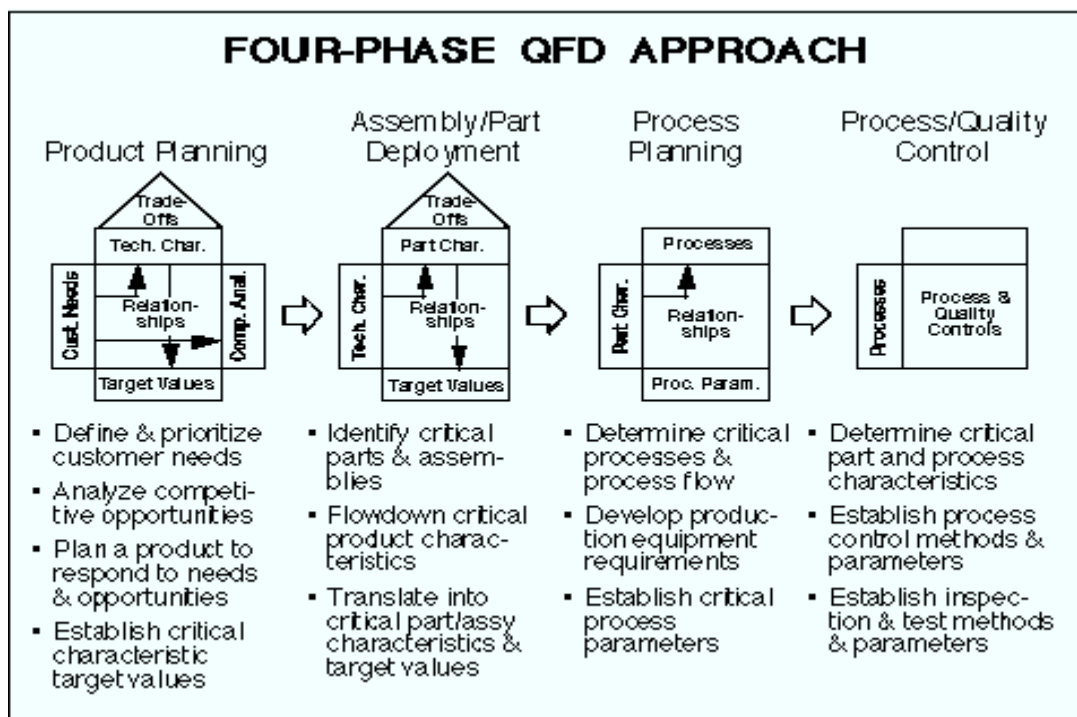 FOUR-PHASE QFD APPROACH
Product Planning
Assembly/Part
Deployment
Process
Planning
Process/Quality
Control
Trade-
Offs
Tech. Char.
Cust. Needs
Relation-
ships
Comp. Anal.
Target Values
Trade-
Offs
Part Char.
Tech. Char.
Relation-
ships
Target Values
Processes
Part Char.
Relation-
ships
Proc. Param.
Processes
Process &
Quality
Controls
▪ Define & prioritize
customer needs
▪ Analyze competi-
tive opportunities
▪ Plan a product to
respond to needs
& opportunities
▪ Establish critical
characteristic
target values
▪ Identify critical
parts & assem-
blies
▪ Flowdown critical
product charac-
teristics
▪ Translate into
critical part/assy
characteristics &
target values
▪ Determine critical
processes &
process flow
▪ Develop produc-
tion equipment
requirements
▪ Establish critical
process
parameters
▪ Determine critical
part and process
characteristics
▪ Establish process
control methods &
parameters
▪ Establish inspec-
tion & test methods
& parameters